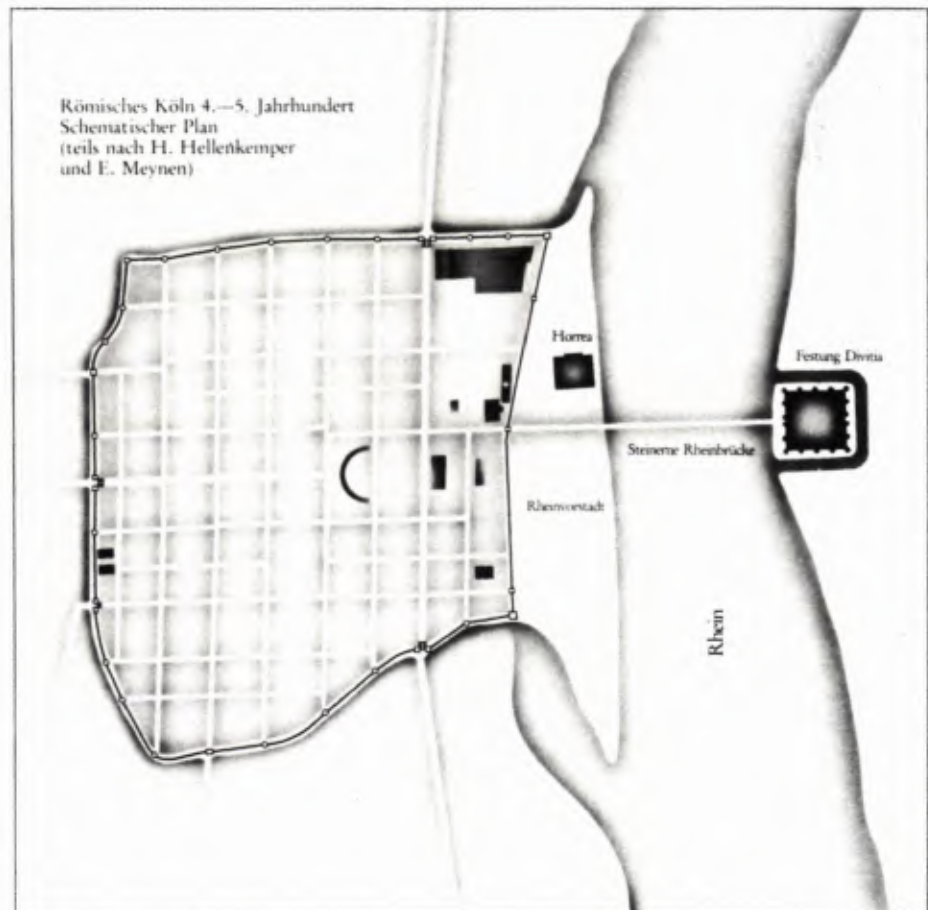 Römisches Köln 4.—5. Jahrhundert
Schematischer Plan
(teils nach H. Hellenkemper
und E. Meynen)
Horrea
Festung Divitia
Steinerne Rheinbrücke
Rheinvorstadt
Rhein